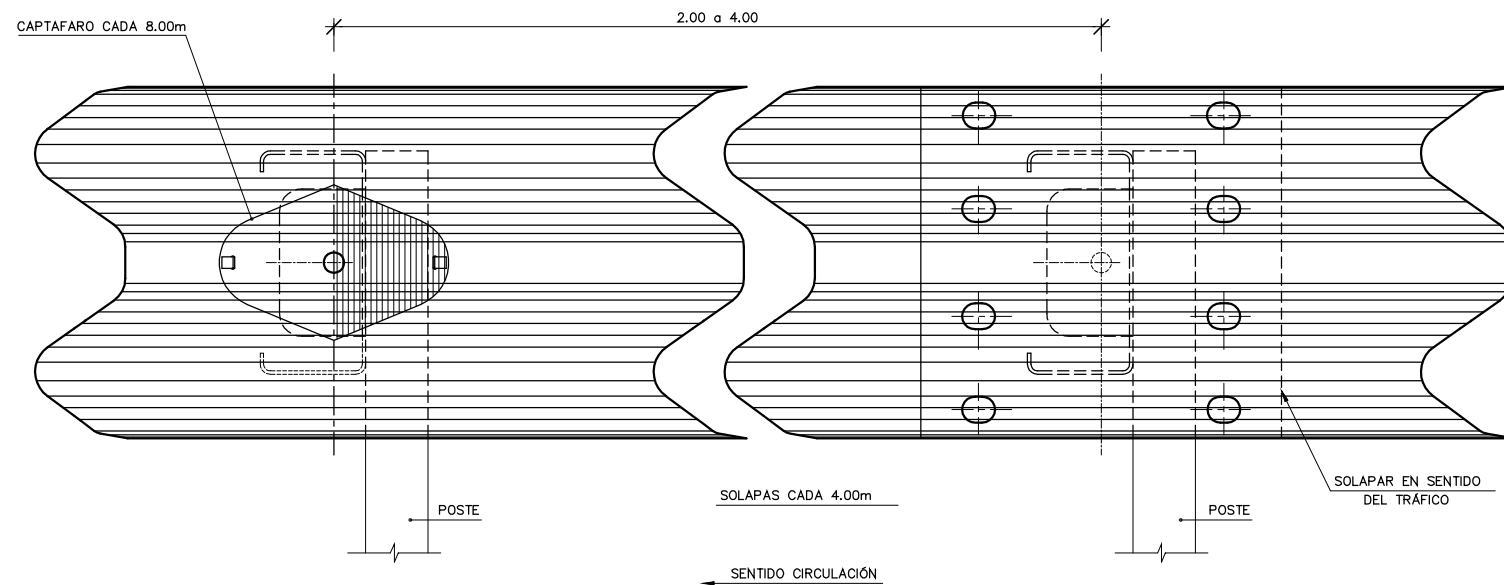 2.00 a 4.00
CAPTAFARO CADA 8.00m
SOLAPAR EN SENTIDO
DEL TRÁFICO
SOLAPAS CADA 4.00m
POSTE
POSTE
SENTIDO CIRCULACIÓN